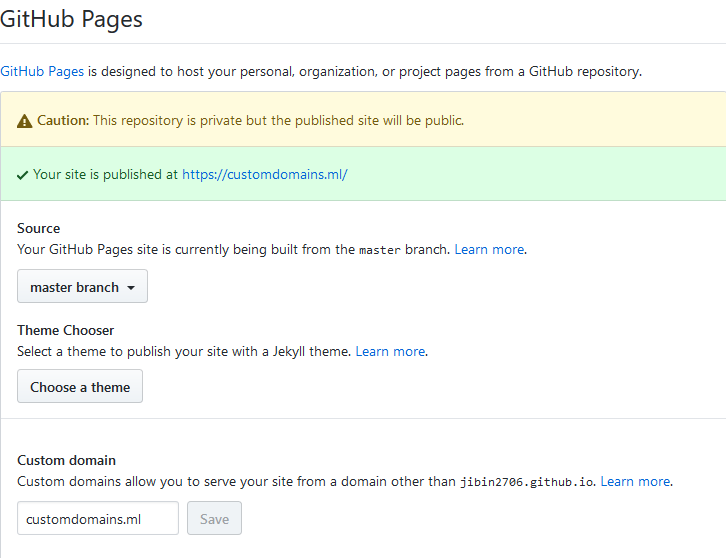 GitHub Pages
GitHub Pages is designed to host your personal, organization, or project pages from a GitHub repository.
Caution: This repository is private but the published site will be public.
Your site is published at https://customdomains.ml/
Source
Your GitHub Pages site is currently being built from the master branch. Learn more.
master branch
Theme Chooser
Select a theme to publish your site with a Jekyll theme. Learn more.
Choose a theme
Custom domain
Custom domains allow you to serve your site from a domain other than jibin2706.github.io. Learn more.
customdomains.ml Save